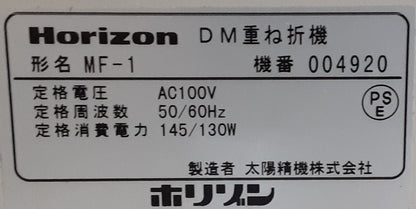 Horizon DM重ね折機
形名 MF-1 機番 004920
定格電圧 AC100V
定格周波数 50/60Hz
定格消費電力 145/130W
PS
E
製造者 太陽精機株式会社
ホリゾン